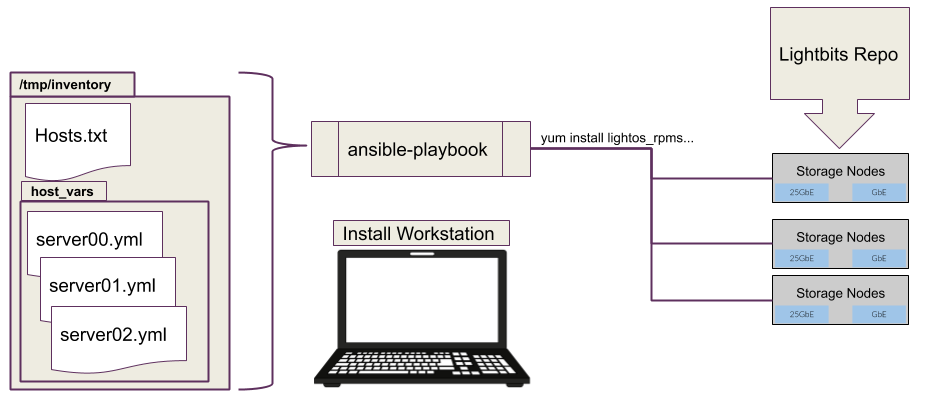 /tmp/inventory
Hosts.txt
host_vars
server00.yml
server01.yml
server02.yml
ansible-playbook
Install Workstation
yum install lightos_rpms...
Lightbits Repo
Storage Nodes
25GbE GbE
Storage Nodes
25GbE GbE
Storage Nodes
25GbE GbE